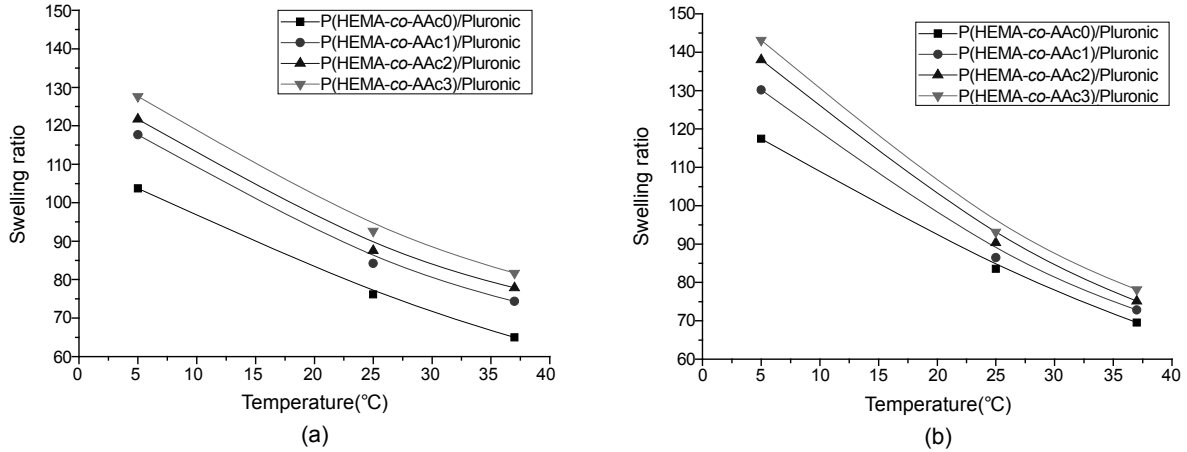 150
140
130
120
110
100
90
80
70
60
Swelling ratio
P(HEMA-co-AAc0)/Pluronic
P(HEMA-co-AAc1)/Pluronic
P(HEMA-co-AAc2)/Pluronic
P(HEMA-co-AAc3)/Pluronic
0 5 10 15 20 25 30 35 40
Temperature(°C)
(a)
150
140
130
120
110
100
90
80
70
60
Swelling ratio
P(HEMA-co-AAc0)/Pluronic
P(HEMA-co-AAc1)/Pluronic
P(HEMA-co-AAc2)/Pluronic
P(HEMA-co-AAc3)/Pluronic
0 5 10 15 20 25 30 35 40
Temperature(°C)
(b)